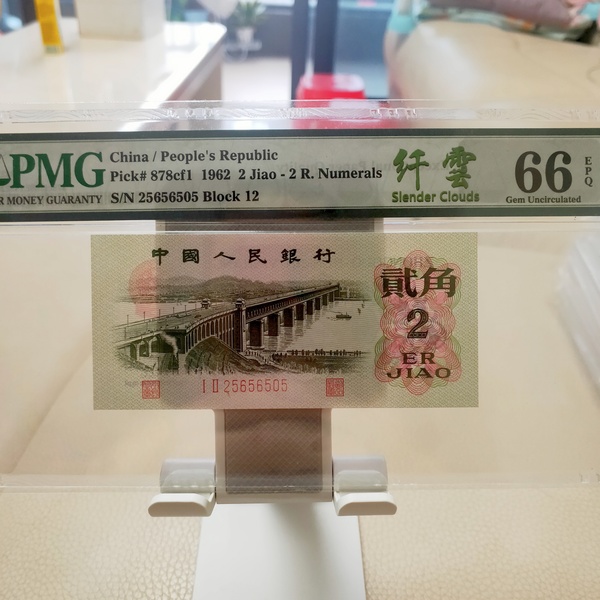 PMG
R MONEY GUARANTY
China / People's Republic
Pick# 878cf1 1962 2 Jiao - 2 R. Numerals
S/N 25656505 Block 12
纤雲
Slender Clouds
66
EPQ
Gem Uncirculated
中國人民銀行
貳角
2
ER
JIAO
I II 25656505